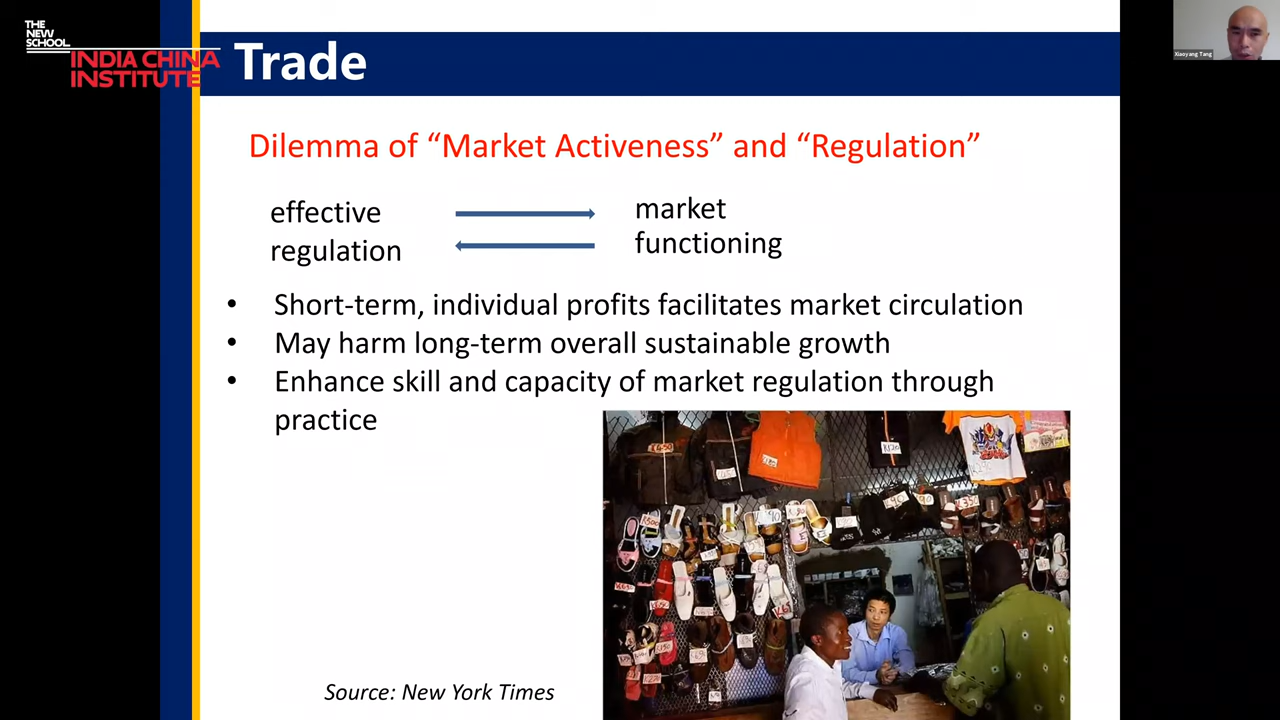 THE
NEW
SCHOOL
INDIA CHINA
INSTITUTE
Trade
Xiaoyang Tang
Dilemma of “Market Activeness” and “Regulation”
effective
regulation
market
functioning
• Short-term, individual profits facilitates market circulation
• May harm long-term overall sustainable growth
• Enhance skill and capacity of market regulation through
practice
Source: New York Times